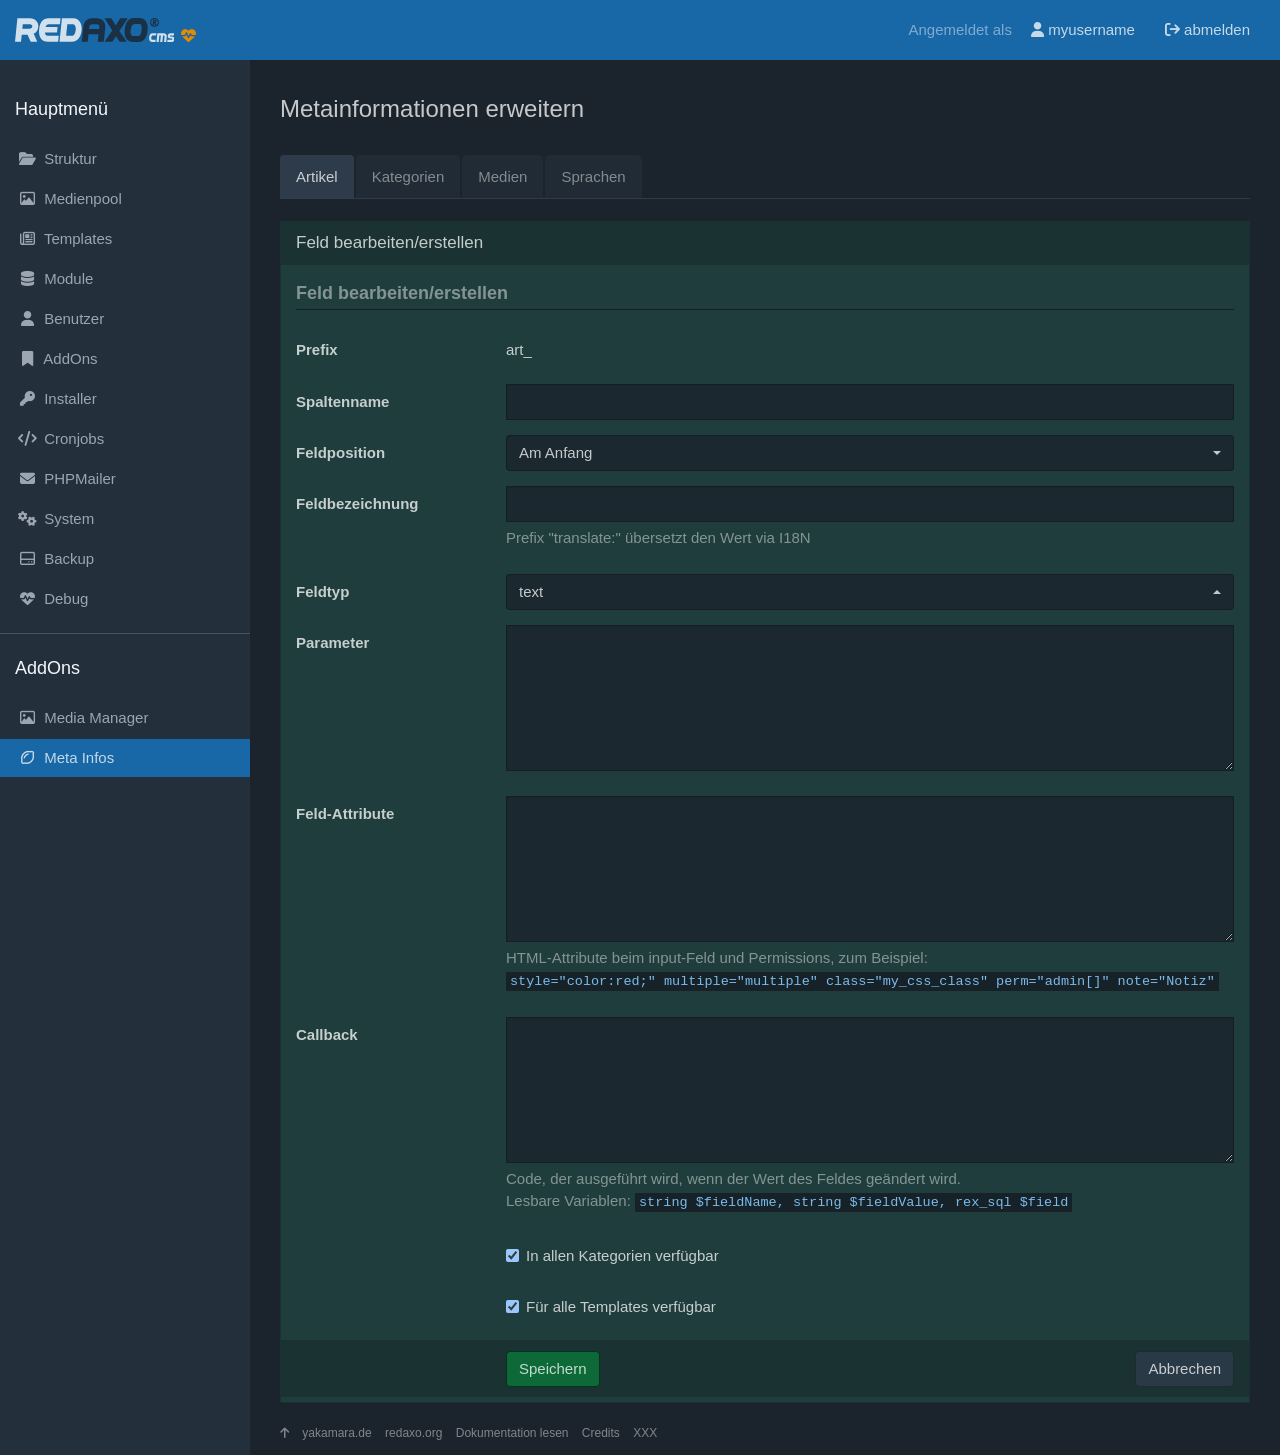 REDAXO® cms
Angemeldet als myusername abmelden
Hauptmenü
Struktur
Medienpool
Templates
Module
Benutzer
AddOns
Installer
Cronjobs
PHPMailer
System
Backup
Debug
AddOns
Media Manager
Meta Infos
Metainformationen erweitern
Artikel Kategorien Medien Sprachen
Feld bearbeiten/erstellen
Feld bearbeiten/erstellen
Prefix art_
Spaltenname
Feldposition Am Anfang
Feldbezeichnung
Prefix "translate:" übersetzt den Wert via I18N
Feldtyp text
Parameter
Feld-Attribute
HTML-Attribute beim input-Feld und Permissions, zum Beispiel:
style="color:red;" multiple="multiple" class="my_css_class" perm="admin[]" note="Notiz"
Callback
Code, der ausgeführt wird, wenn der Wert des Feldes geändert wird.
Lesbare Variablen: string $fieldName, string $fieldValue, rex_sql $field
In allen Kategorien verfügbar
Für alle Templates verfügbar
Speichern Abbrechen
yakamara.de redaxo.org Dokumentation lesen Credits XXX